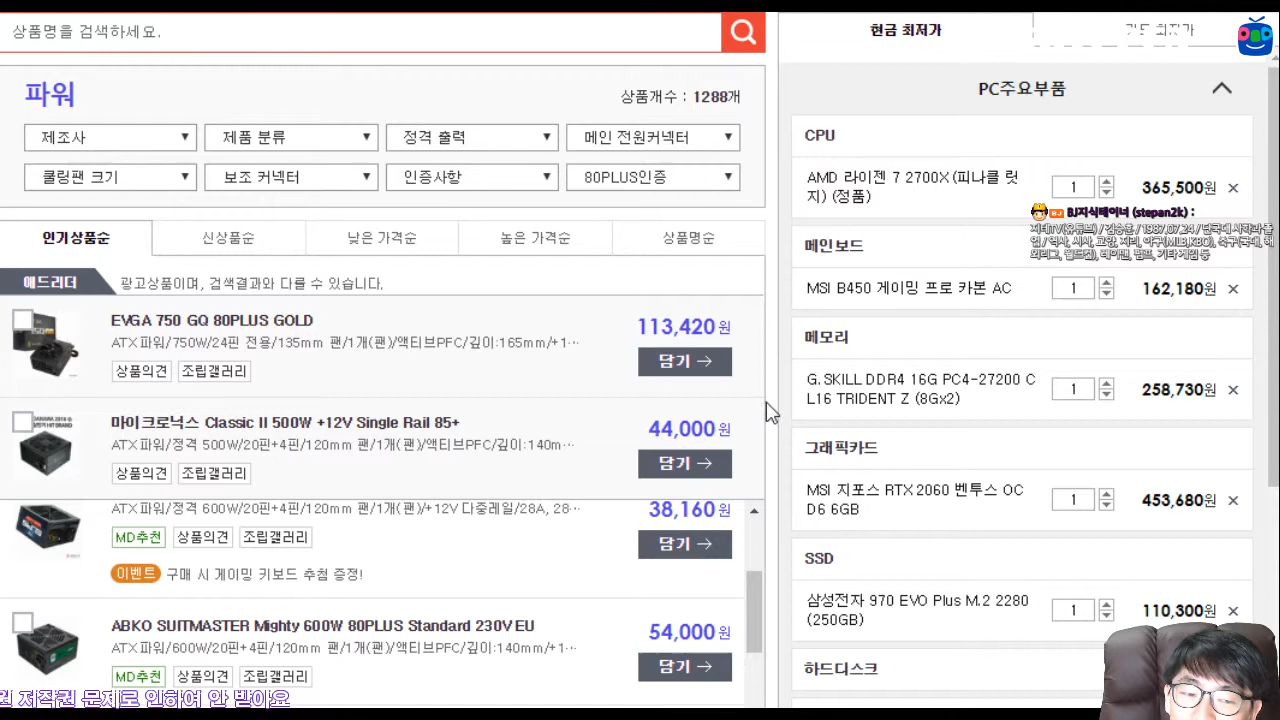 상품명을 검색하세요.
현금 최저가
파워
상품개수 : 1288개
제조사
제품 분류
정격 출력
메인 전원커넥터
쿨링팬 크기
보조 커넥터
인증사항
80PLUS인증
인기상품순
신상품순
낮은 가격순
높은 가격순
상품명순
애드리더
광고상품이며, 검색결과와 다를 수 있습니다.
EVGA 750 GQ 80PLUS GOLD
113,420원
ATX파워/750W/24핀 전용/135mm 팬/1개(팬)/액티브PFC/깊이:165mm/+1···
담기 →
상품의견
조립갤러리
마이크로닉스 Classic II 500W +12V Single Rail 85+
44,000원
ATX파워/정격 500W/20핀+4핀/120mm 팬/1개(팬)/액티브PFC/깊이:140m···
담기 →
상품의견
조립갤러리
ATX파워/정격 600W/20핀+4핀/120mm 팬/1개(팬)/+12V 다중레일/28A, 28···
38,160원
담기 →
MD추천
상품의견
조립갤러리
이벤트 구매 시 게이밍 키보드 추첨 증정!
ABKO SUITMASTER Mighty 600W 80PLUS Standard 230V EU
54,000원
ATX파워/600W/20핀+4핀/120mm 팬/1개(팬)/액티브PFC/깊이:140mm/+1···
담기 →
MD추천
상품의견
조립갤러리
저작권 문제로 인하여 안 받아요
PC주요부품
CPU
AMD 라이젠 7 2700X (피나클 릿
지) (정품)
1
365,500원
BJ지식테이너 (stepan2k) :
메인보드
MSI B450 게이밍 프로 카본 AC
1
162,180원
메모리
G.SKILL DDR4 16G PC4-27200 C
L16 TRIDENT Z (8Gx2)
1
258,730원
그래픽카드
MSI 지포스 RTX 2060 벤투스 OC
D6 6GB
1
453,680원
SSD
삼성전자 970 EVO Plus M.2 2280
(250GB)
1
110,300원
하드디스크